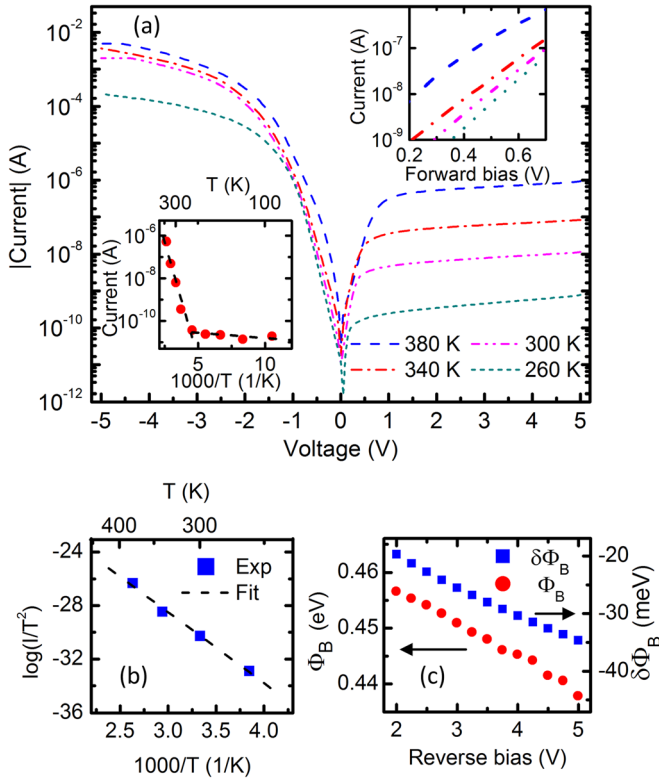 (a)
|Current| (A)
10-2
10-4
10-6
10-8
10-10
10-12
-5 -4 -3 -2 -1 0 1 2 3 4 5
Voltage (V)
380 K 300 K
340 K 260 K
Current (A)
10-7
10-8
10-9
0.2 0.4 0.6
Forward bias (V)
T (K)
300 100
Current (A)
10-6
10-8
10-10
5 10
1000/T (1/K)
T (K)
400 300
log(I/T2)
-24
-28
-32
-36
Exp
Fit
(b)
2.5 3.0 3.5 4.0
1000/T (1/K)
ΦB (eV)
0.46
0.45
0.44
δΦB
ΦB
(c)
-20
-30
-40
δΦB (meV)
2 3 4 5
Reverse bias (V)